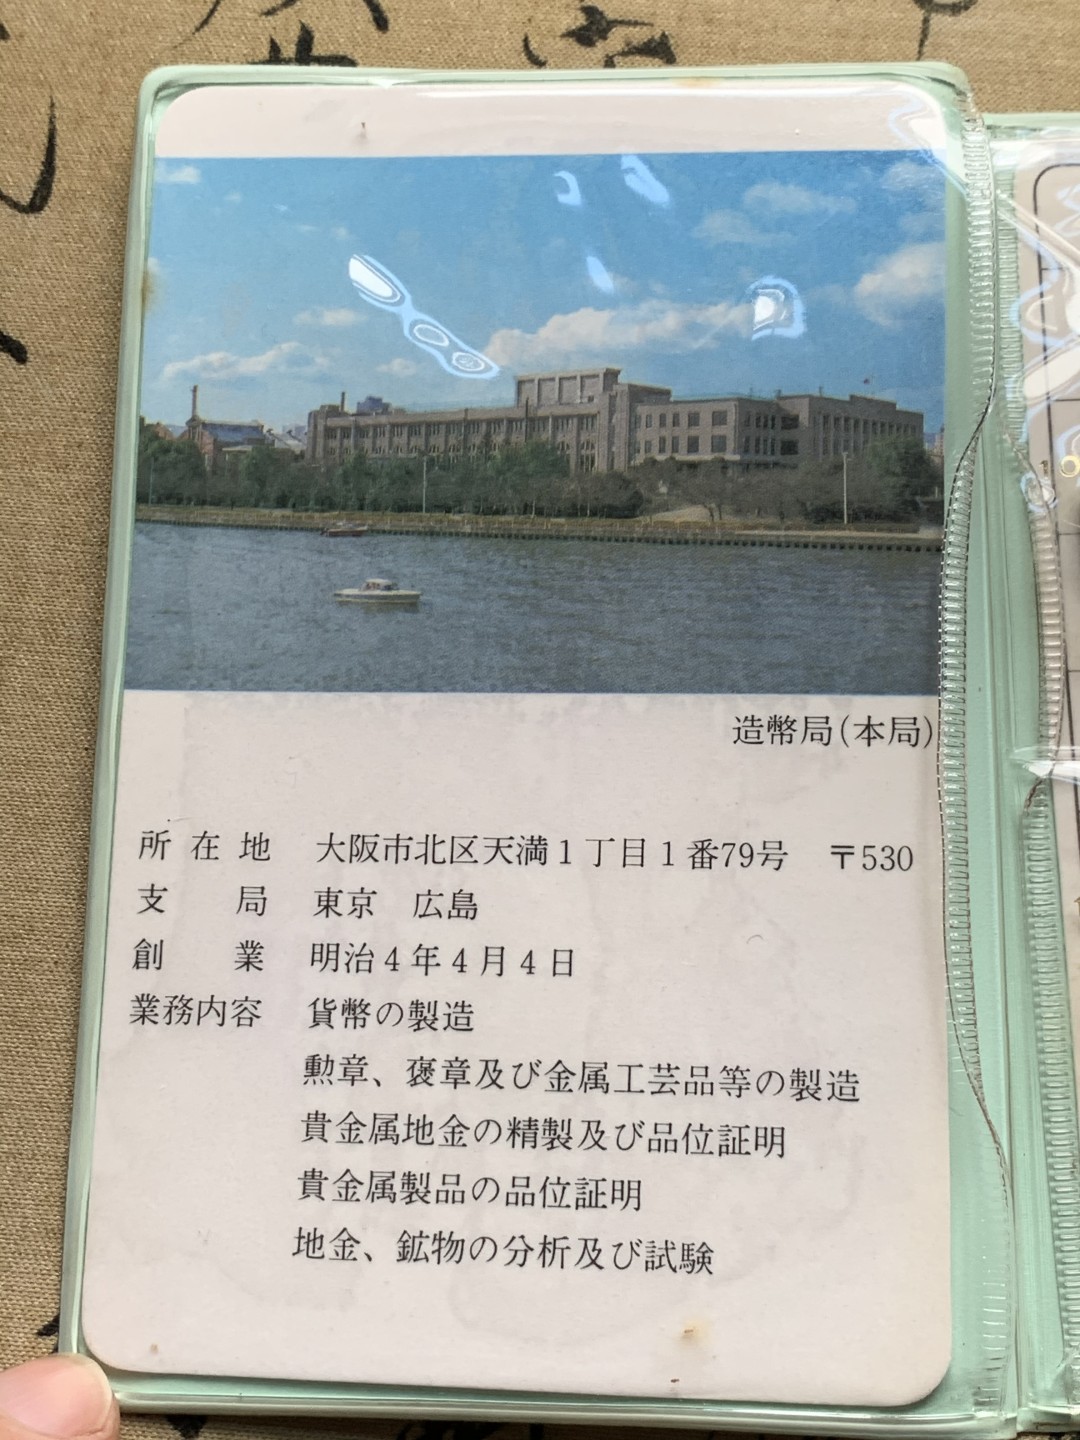 造幣局(本局)
所在地 大阪市北区天満1丁目1番79号 〒530
支局 東京 広島
創業 明治4年4月4日
業務内容 貨幣の製造
勲章、褒章及び金属工芸品等の製造
貴金属地金の精製及び品位証明
貴金属製品の品位証明
地金、鉱物の分析及び試験